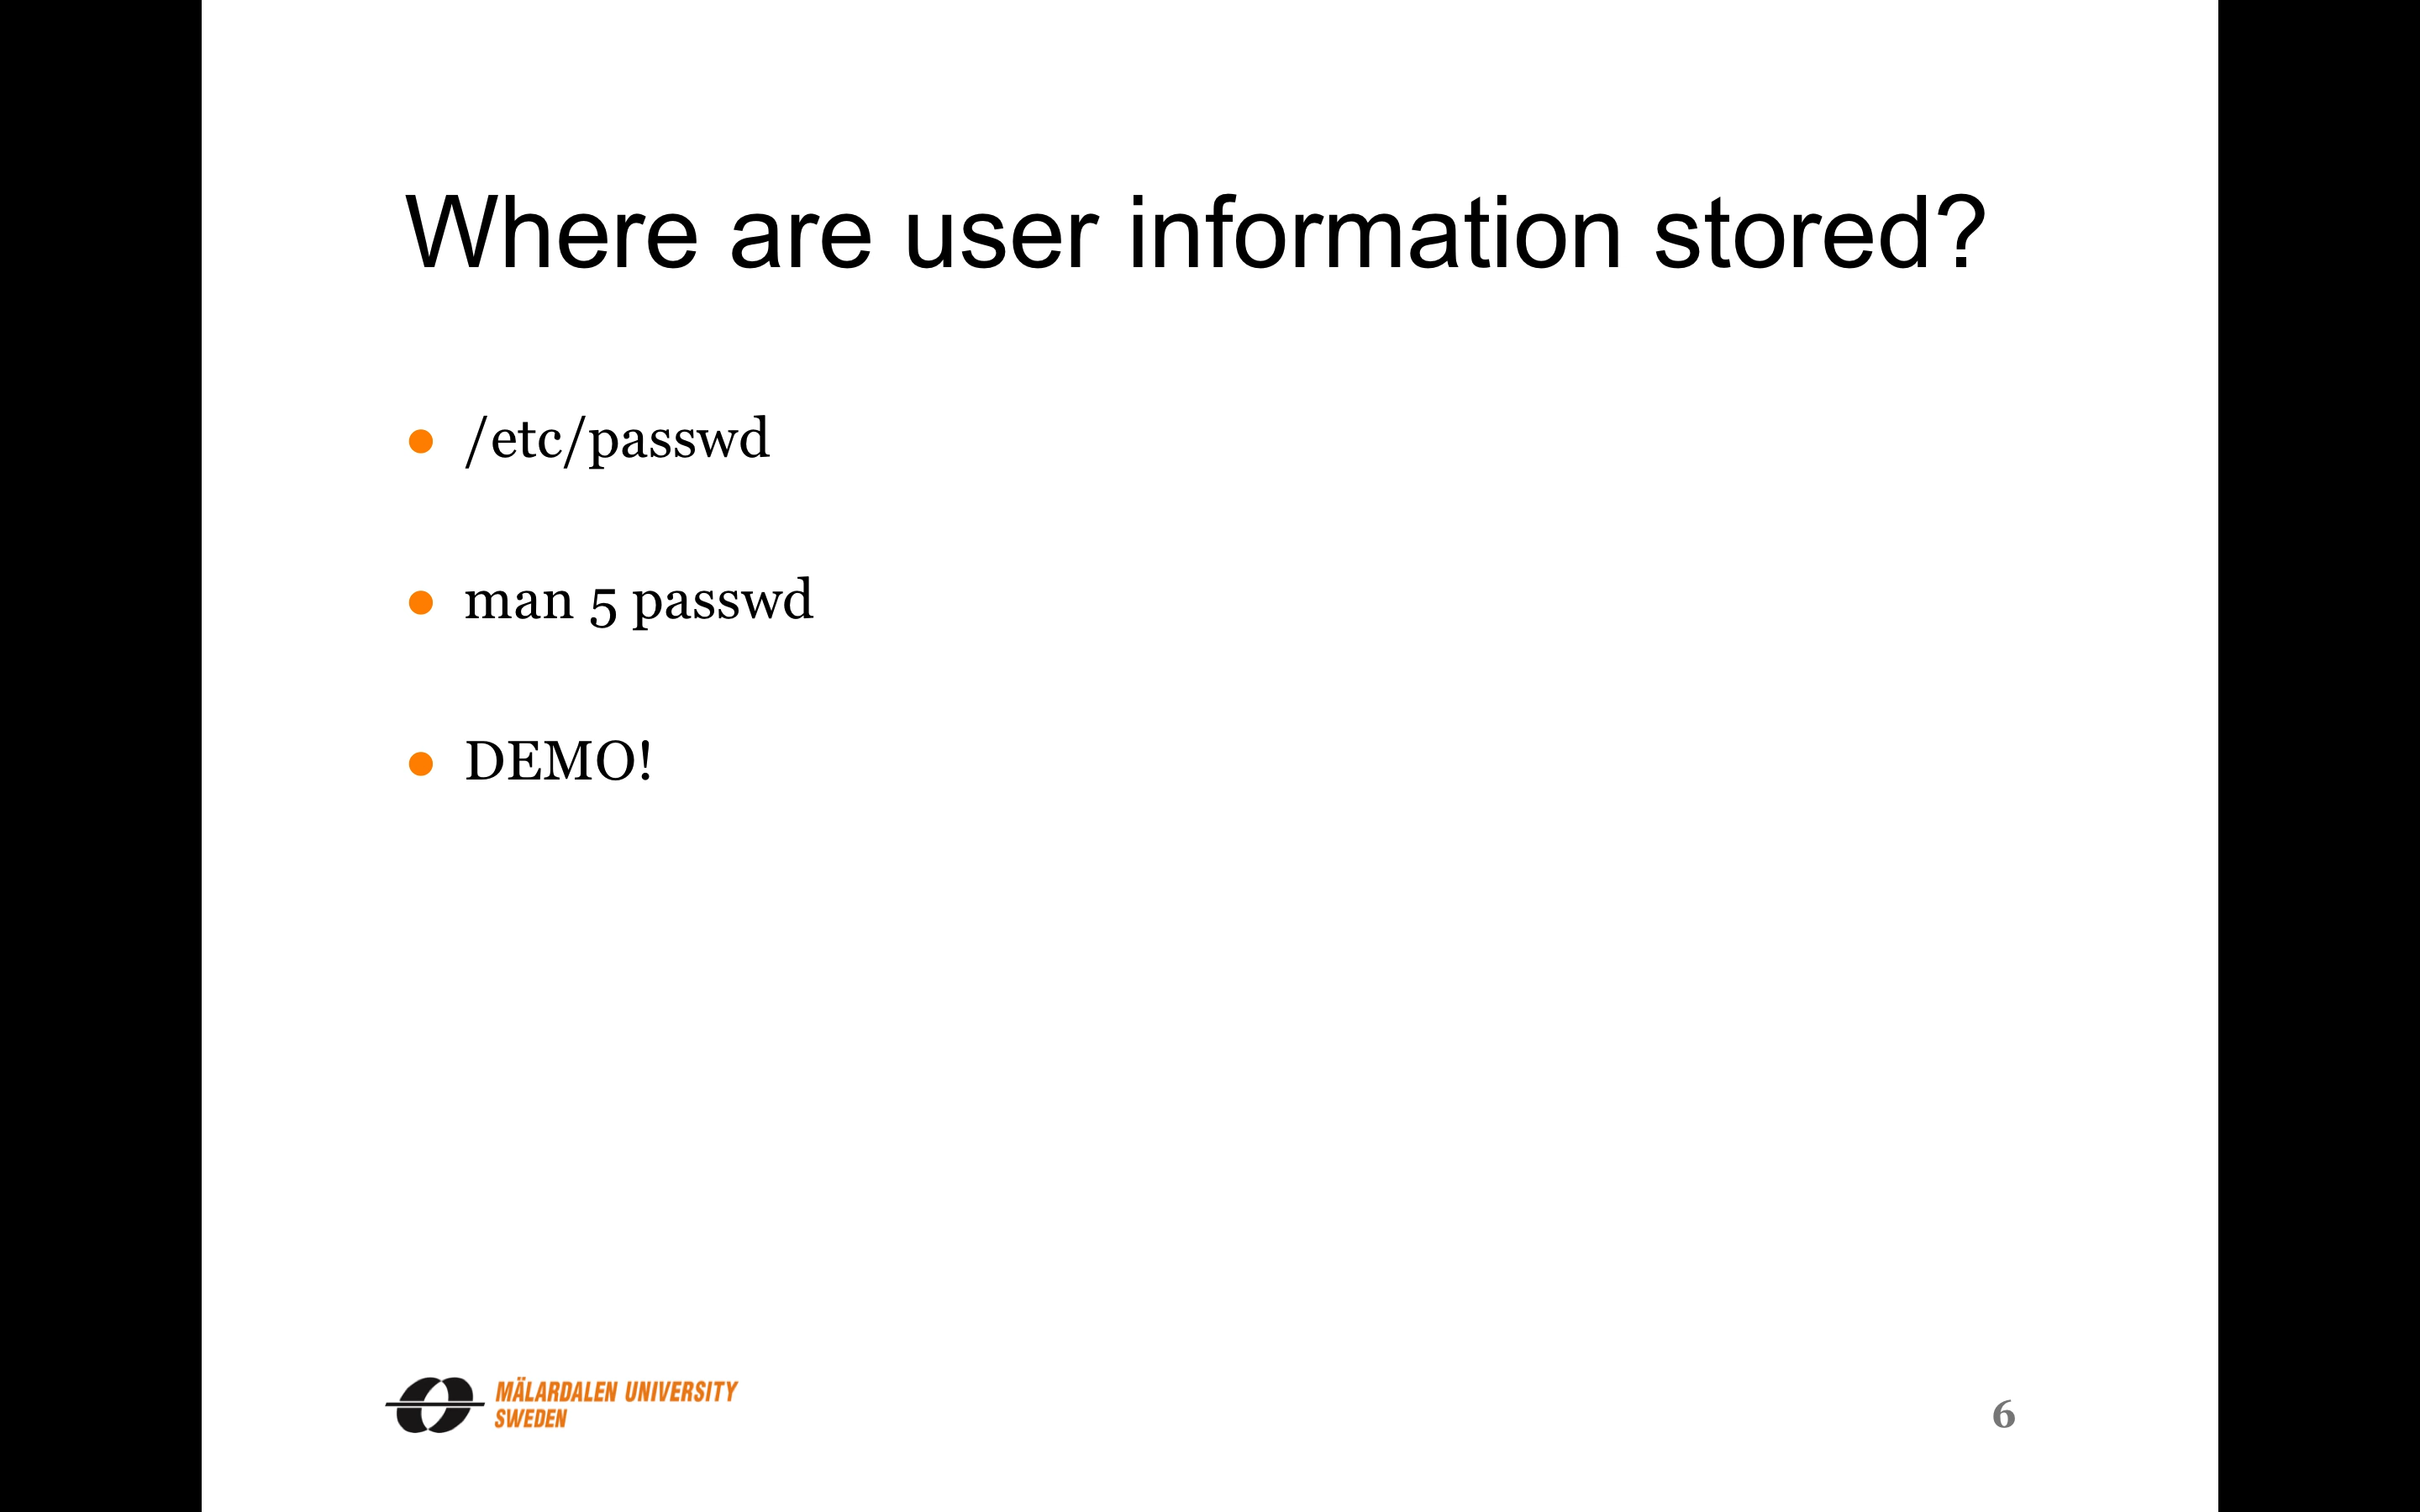 Where are user information stored?
/etc/passwd
man 5 passwd
DEMO!
MÄLARDALEN UNIVERSITY
SWEDEN
6